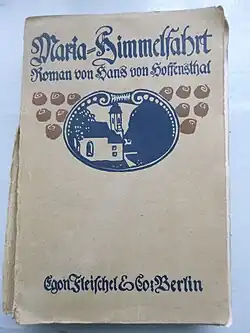 Maria-Himmelfahrt
Roman von Hans von Hoffensthal
Egon Fleischel & Co: Berlin